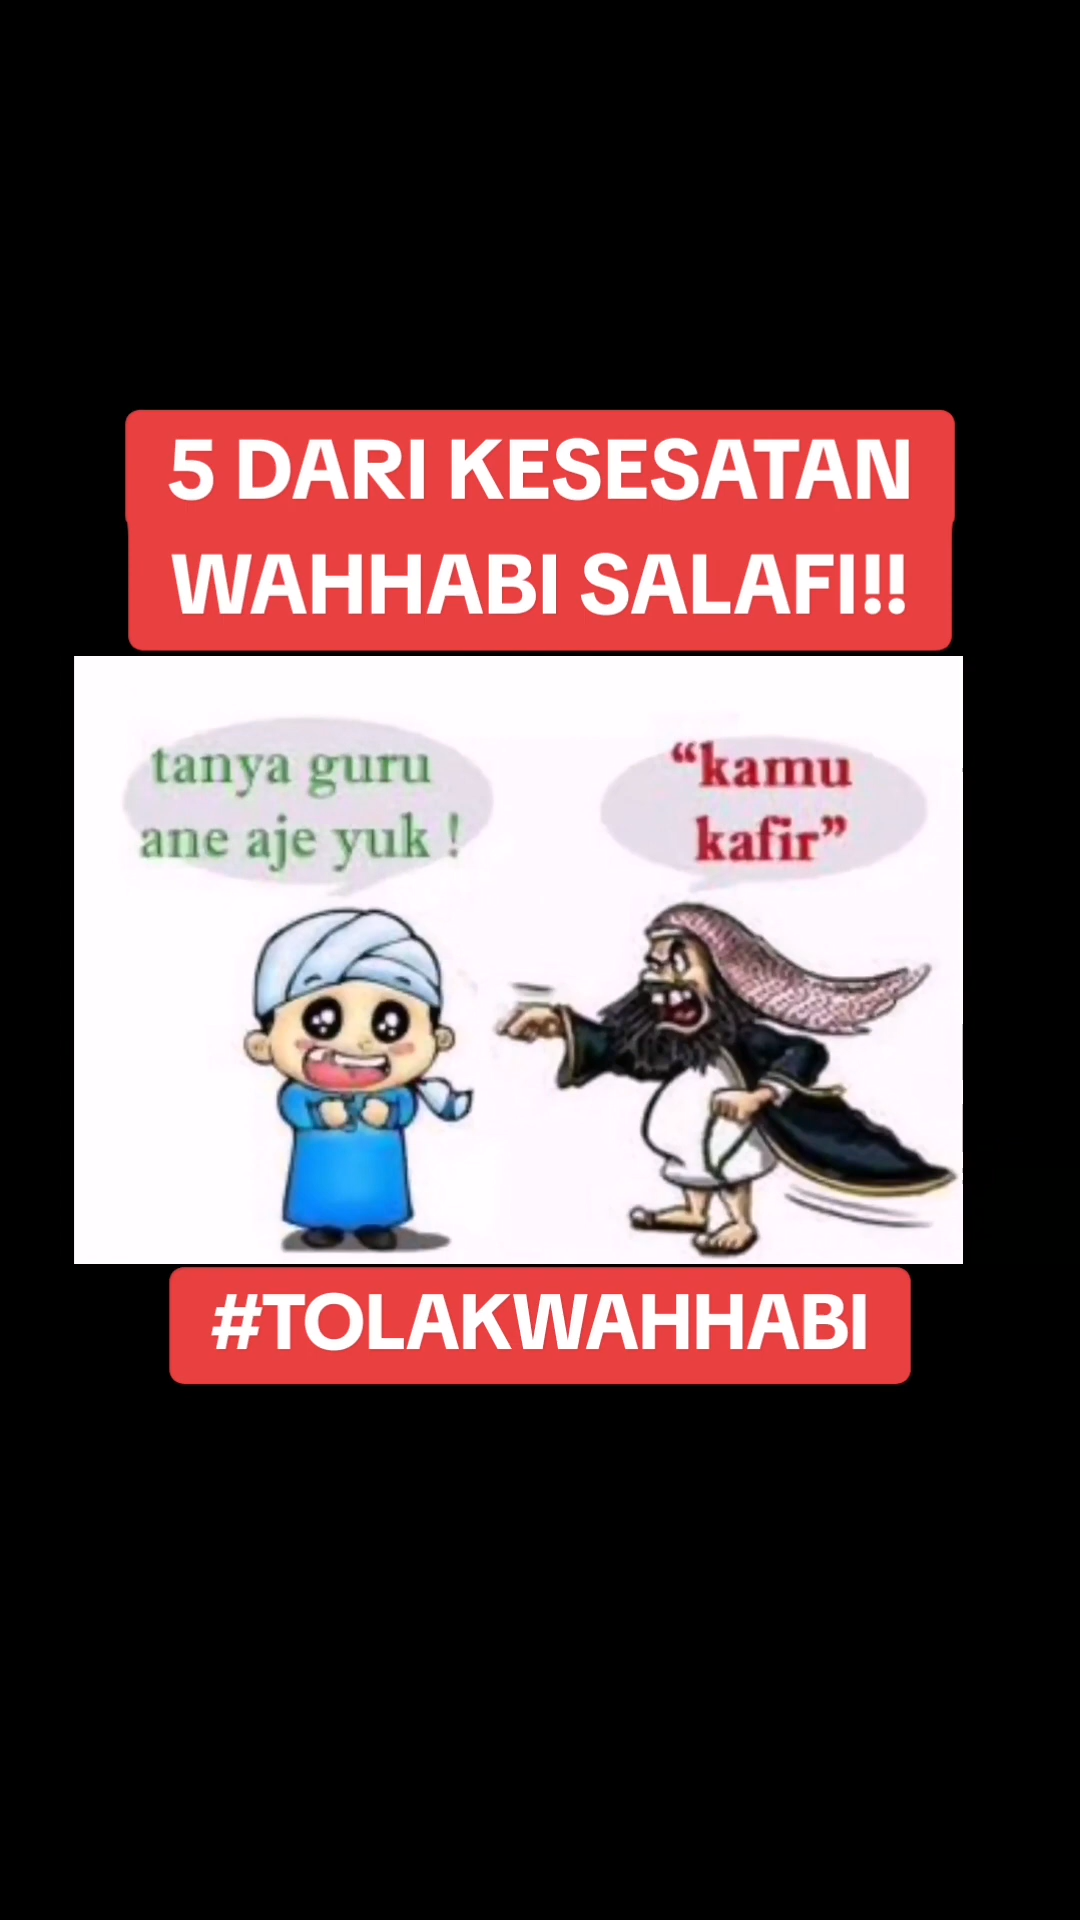 5 DARI KESESATAN
WAHHABI SALAFI!!
tanya guru
ane aje yuk !
“kamu
kafir”
#TOLAKWAHHABI